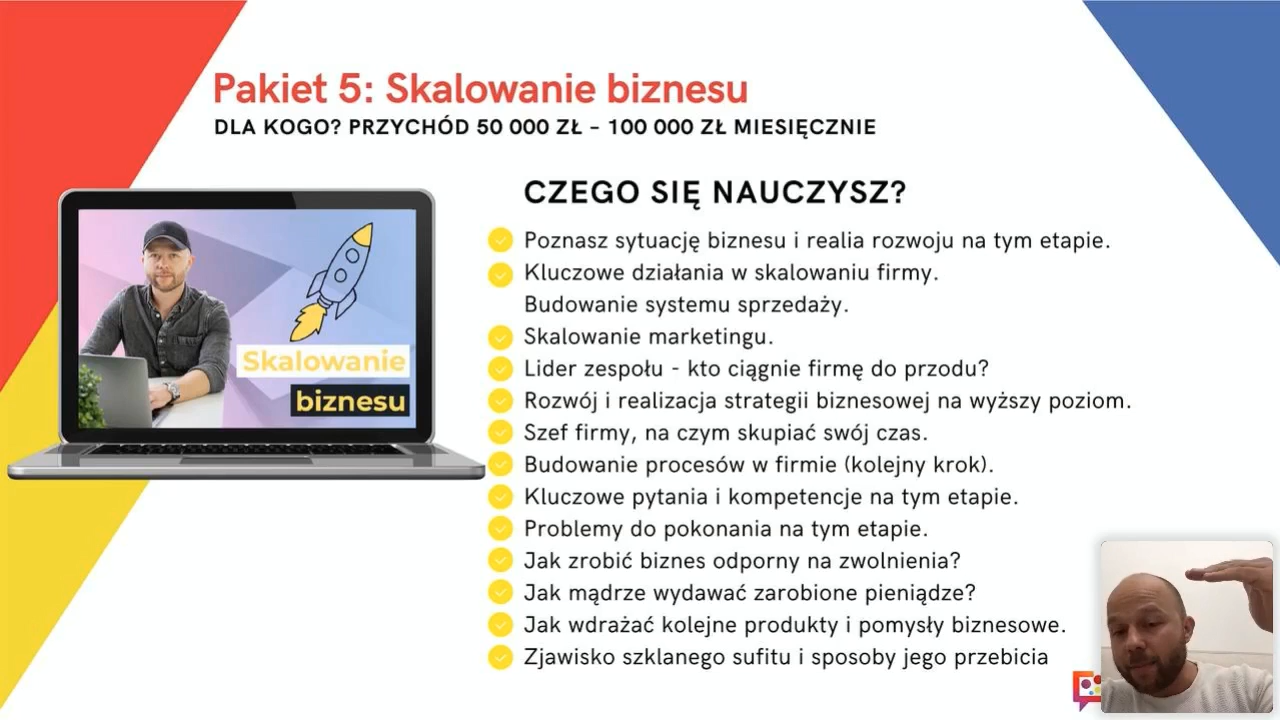 Pakiet 5: Skalowanie biznesu
DLA KOGO? PRZYCHÓD 50 000 ZŁ – 100 000 ZŁ MIESIĘCZNIE
Skalowanie
biznesu
CZEGO SIĘ NAUCZYSZ?
Poznasz sytuację biznesu i realia rozwoju na tym etapie.
Kluczowe działania w skalowaniu firmy.
Budowanie systemu sprzedaży.
Skalowanie marketingu.
Lider zespołu - kto ciągnie firmę do przodu?
Rozwój i realizacja strategii biznesowej na wyższy poziom.
Szef firmy, na czym skupiać swój czas.
Budowanie procesów w firmie (kolejny krok).
Kluczowe pytania i kompetencje na tym etapie.
Problemy do pokonania na tym etapie.
Jak zrobić biznes odporny na zwolnienia?
Jak mądrze wydawać zarobione pieniądze?
Jak wdrażać kolejne produkty i pomysły biznesowe.
Zjawisko szklanego sufitu i sposoby jego przebicia